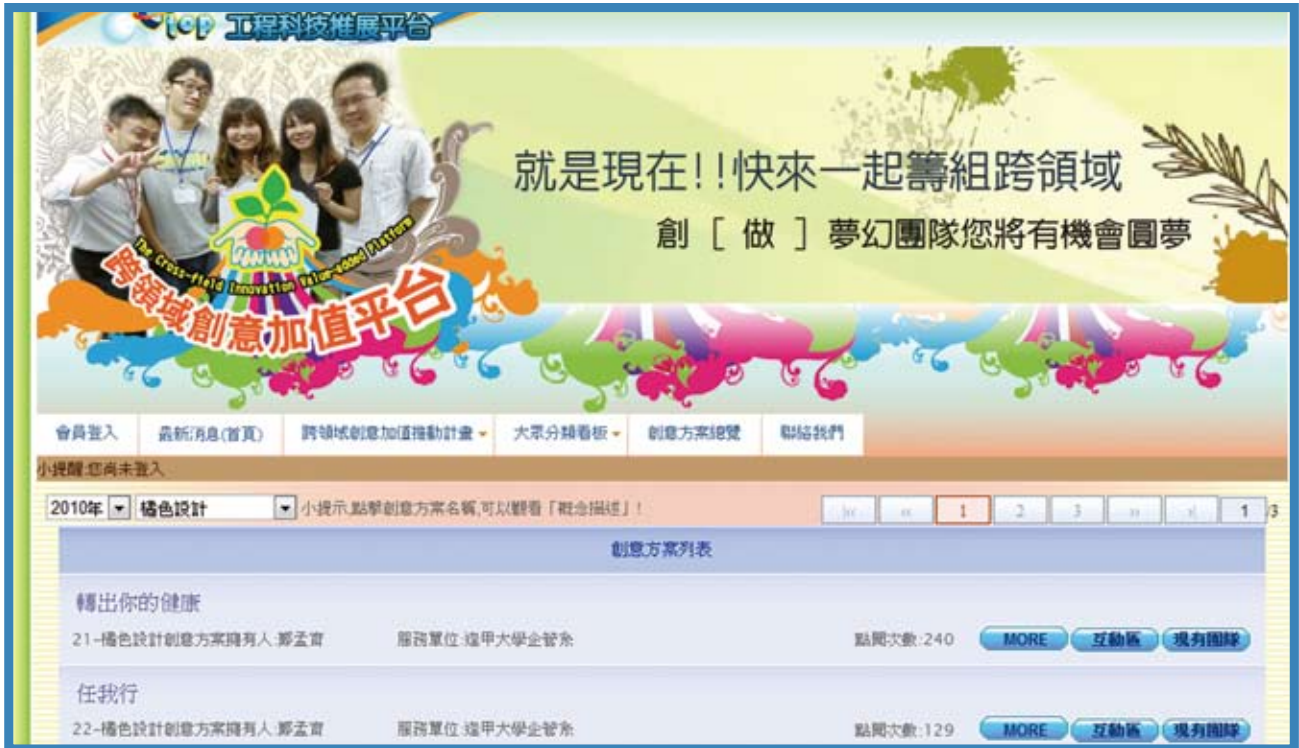 top 工程科技推展平台
就是現在!!快來一起籌組跨領域
創［做］夢幻團隊您將有機會圓夢
The Cross-field Innovation Value-added Platform
跨領域創意加值平台
會員登入 最新消息(首頁) 跨領域創意加值推動計畫 大眾分類看板 創意方案總覽 聯絡我們
小提醒:您尚未登入
2010年 橘色設計 小提示,點擊創意方案名稱,可以觀看「概念描述」! |« « 1 2 3 » »| 1 /3
創意方案列表
轉出你的健康
21-橘色設計創意方案擁有人:鄭孟育 服務單位:逢甲大學企管系 點閱次數:240 MORE 互動區 現有團隊
任我行
22-橘色設計創意方案擁有人:鄭孟育 服務單位:逢甲大學企管系 點閱次數:129 MORE 互動區 現有團隊